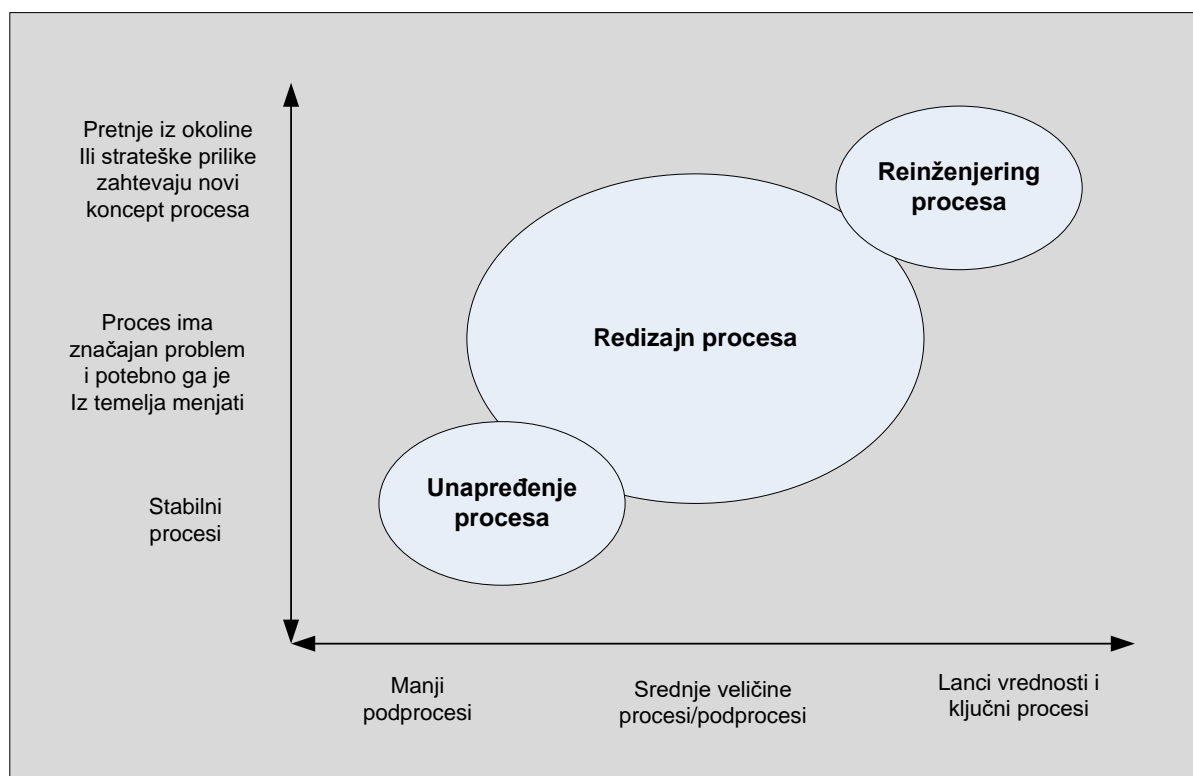 Pretnje iz okoline
Ili strateške prilike
zahtevaju novi
koncept procesa
Reinženjering
procesa
Proces ima
značajan problem
i potebno ga je
Iz temelja menjati
Redizajn procesa
Unapređenje
procesa
Stabilni
procesi
Manji
podprocesi
Srednje veličine
procesi/podprocesi
Lanci vrednosti i
ključni procesi